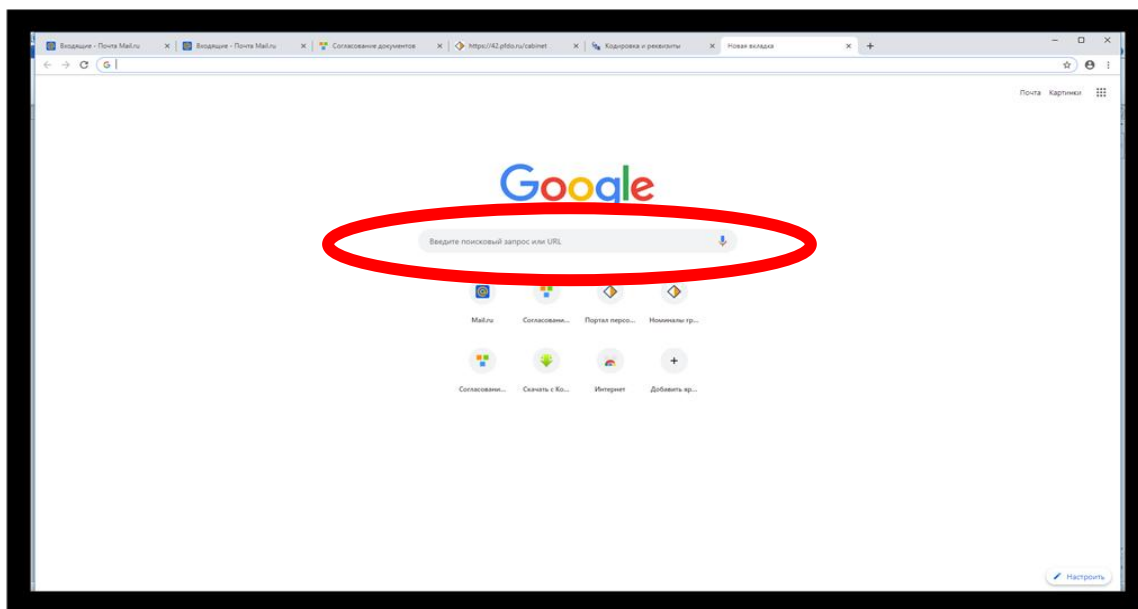 Входящие - Почта Mail.ru
Входящие - Почта Mail.ru
Согласование документов
https://42.pfdo.ru/cabinet
Кодировка и реквизиты
Новая вкладка
G
Почта Картинки
Google
Введите поисковый запрос или URL
Mail.ru Согласовани... Портал персо... Номиналы гр...
Согласовани... Скачать с Ко... Интернет Добавить яр...
Настроить